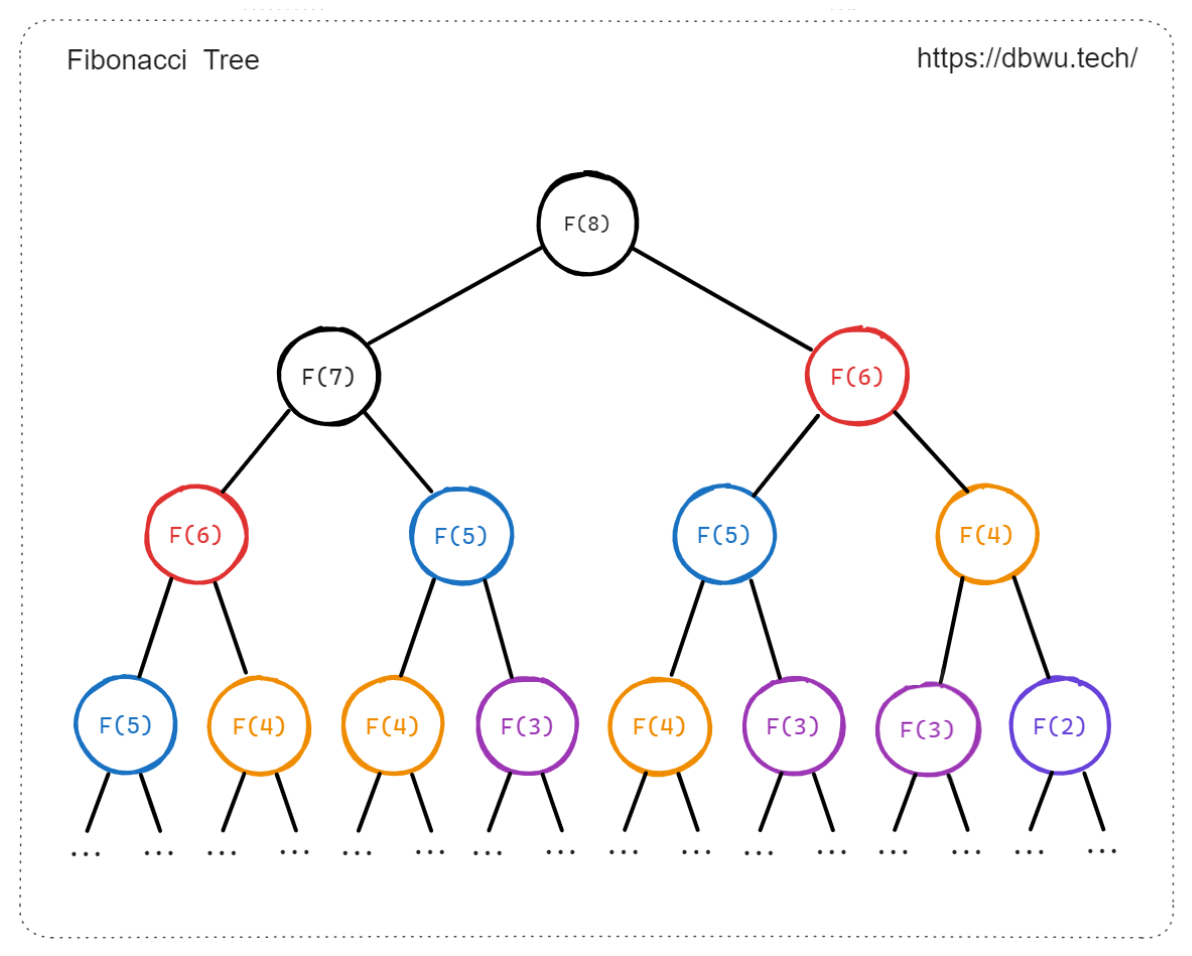 Fibonacci Tree
https://dbwu.tech/
F(8)
F(7) F(6)
F(6) F(5) F(5) F(4)
F(5) F(4) F(4) F(3) F(4) F(3) F(3) F(2)
... ... ... ... ... ... ... ... ... ... ... ... ... ... ... ...